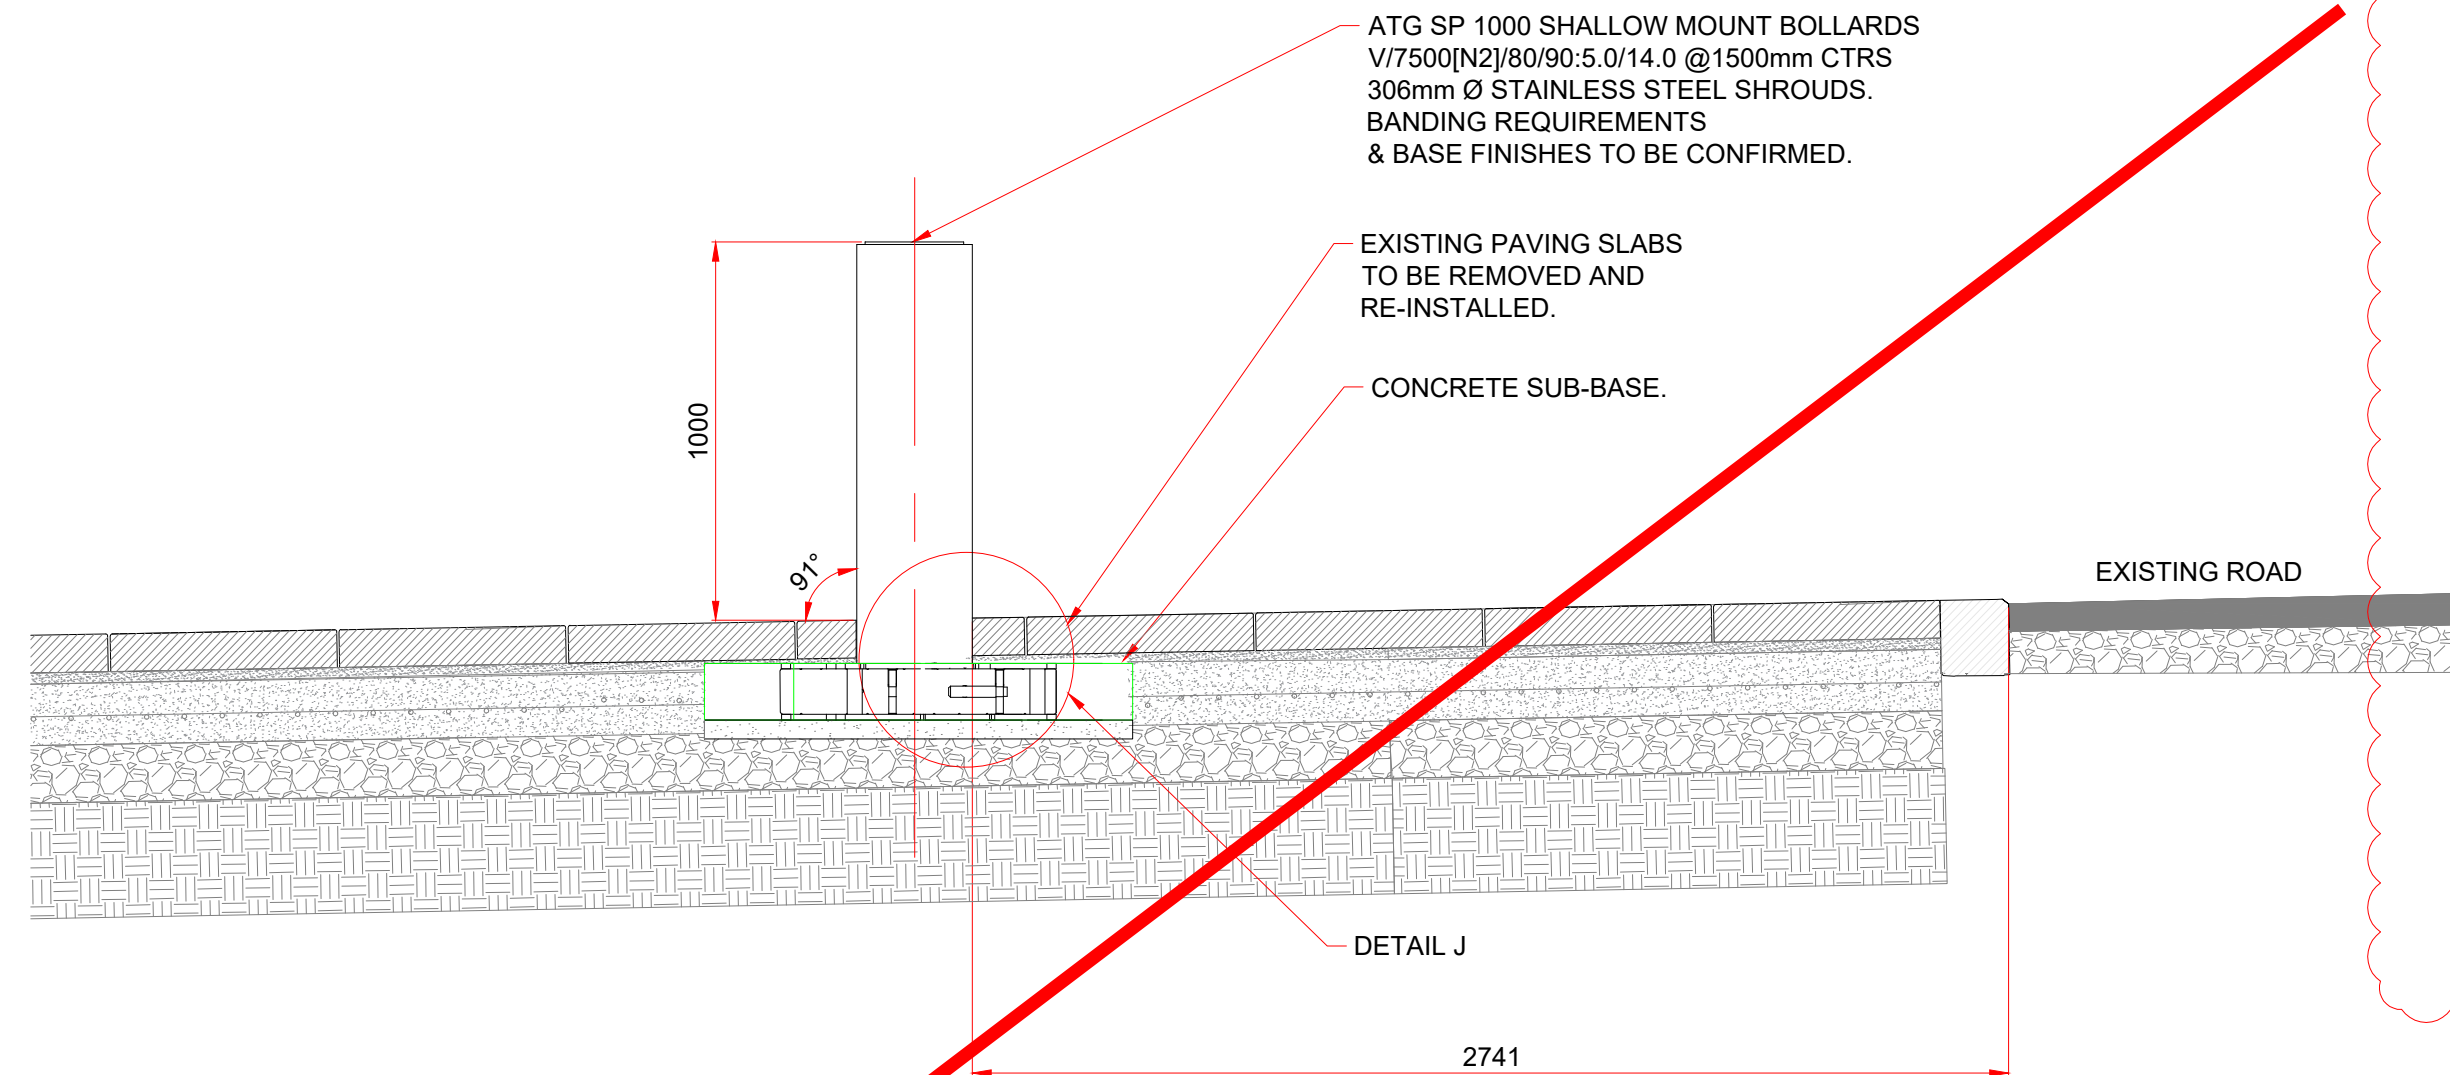 ATG SP 1000 SHALLOW MOUNT BOLLARDS
V/7500[N2]/80/90:5.0/14.0 @1500mm CTRS
306mm Ø STAINLESS STEEL SHROUDS.
BANDING REQUIREMENTS
& BASE FINISHES TO BE CONFIRMED.
EXISTING PAVING SLABS
TO BE REMOVED AND
RE-INSTALLED.
CONCRETE SUB-BASE.
1000
91°
EXISTING ROAD
DETAIL J
2741